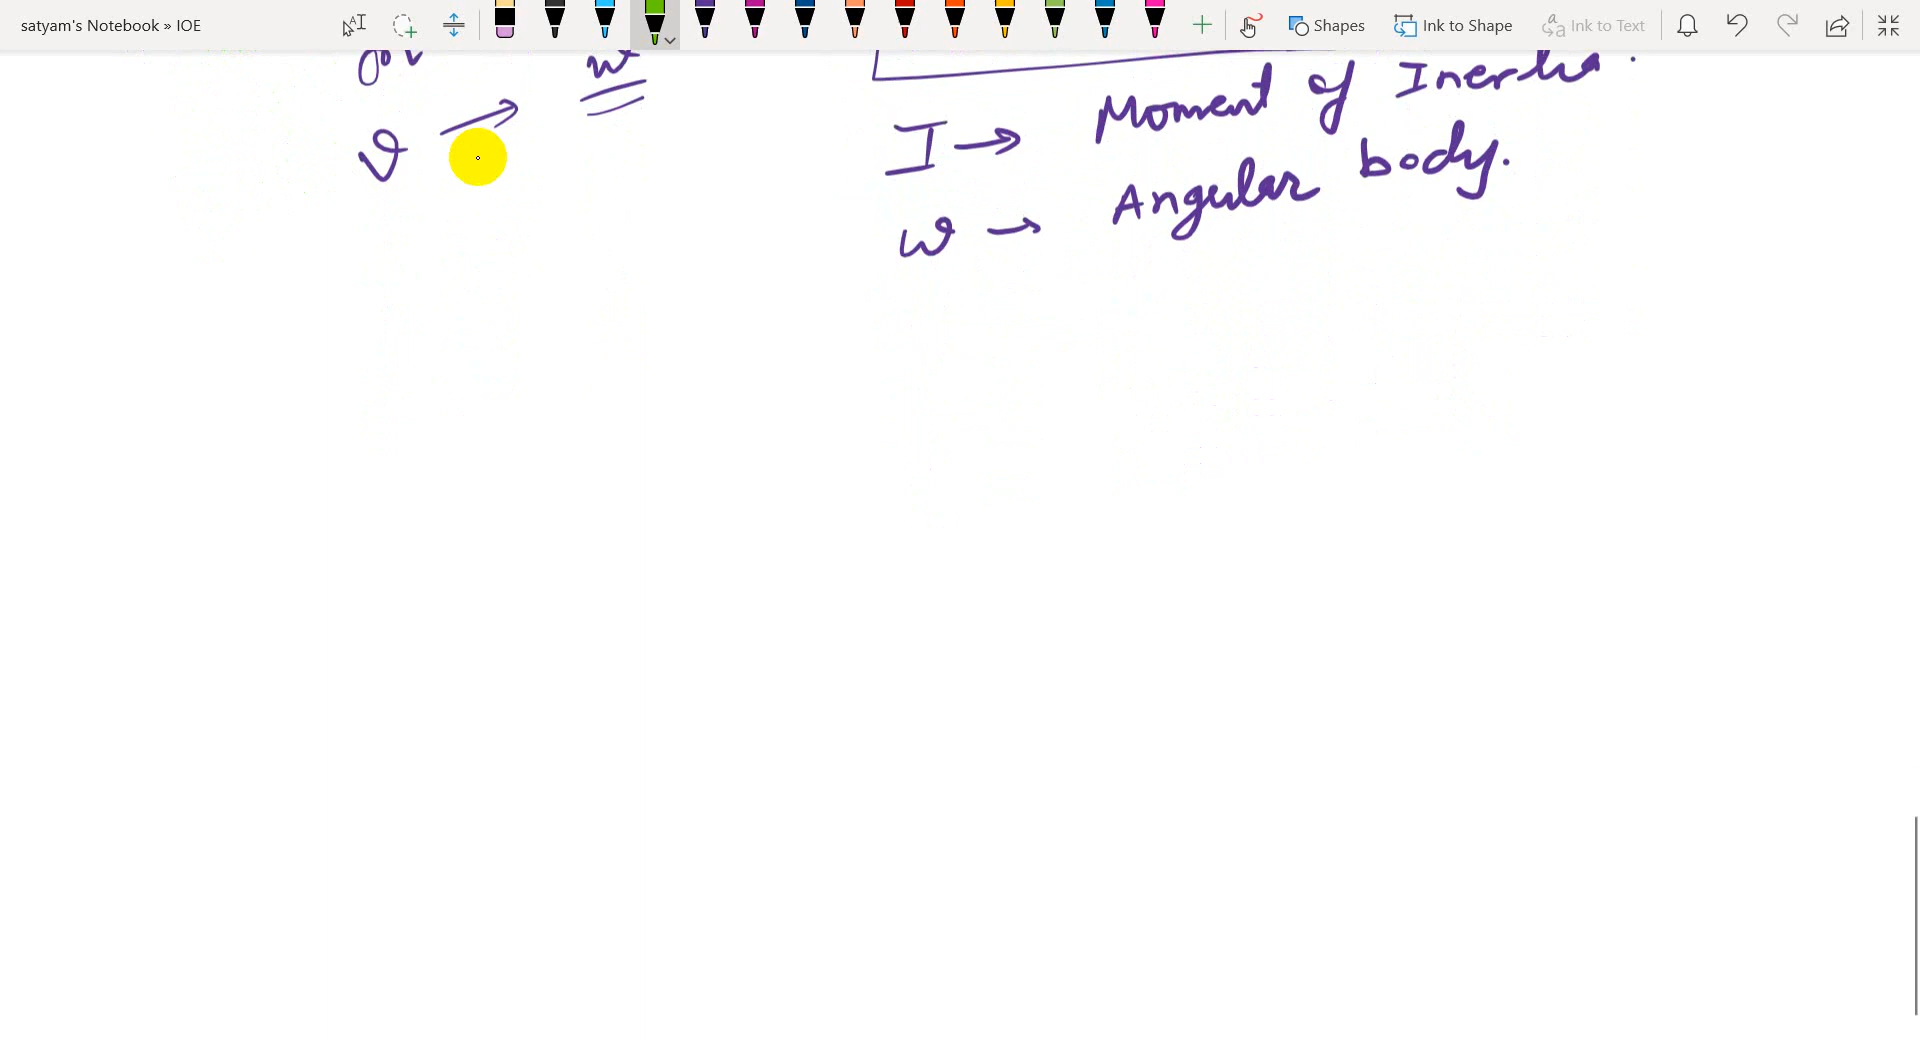 satyam's Notebook » IOE Shapes Ink to Shape Ink to Text
w
v →
I → Moment of Inertia.
w → Angular body.